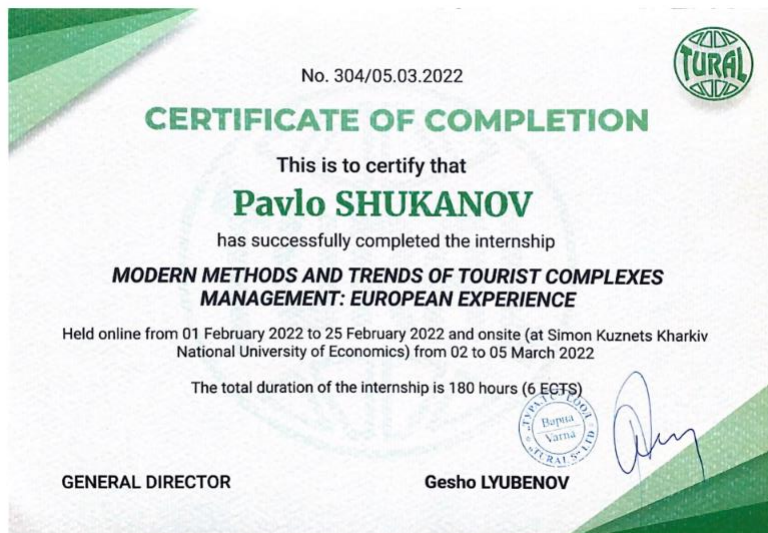 TURAL
No. 304/05.03.2022
CERTIFICATE OF COMPLETION
This is to certify that
Pavlo SHUKANOV
has successfully completed the internship
MODERN METHODS AND TRENDS OF TOURIST COMPLEXES
MANAGEMENT: EUROPEAN EXPERIENCE
Held online from 01 February 2022 to 25 February 2022 and onsite (at Simon Kuznets Kharkiv
National University of Economics) from 02 to 05 March 2022
The total duration of the internship is 180 hours (6 ECTS)
Варна
Varna
"TURAL S" LTD
GENERAL DIRECTOR
Gesho LYUBENOV